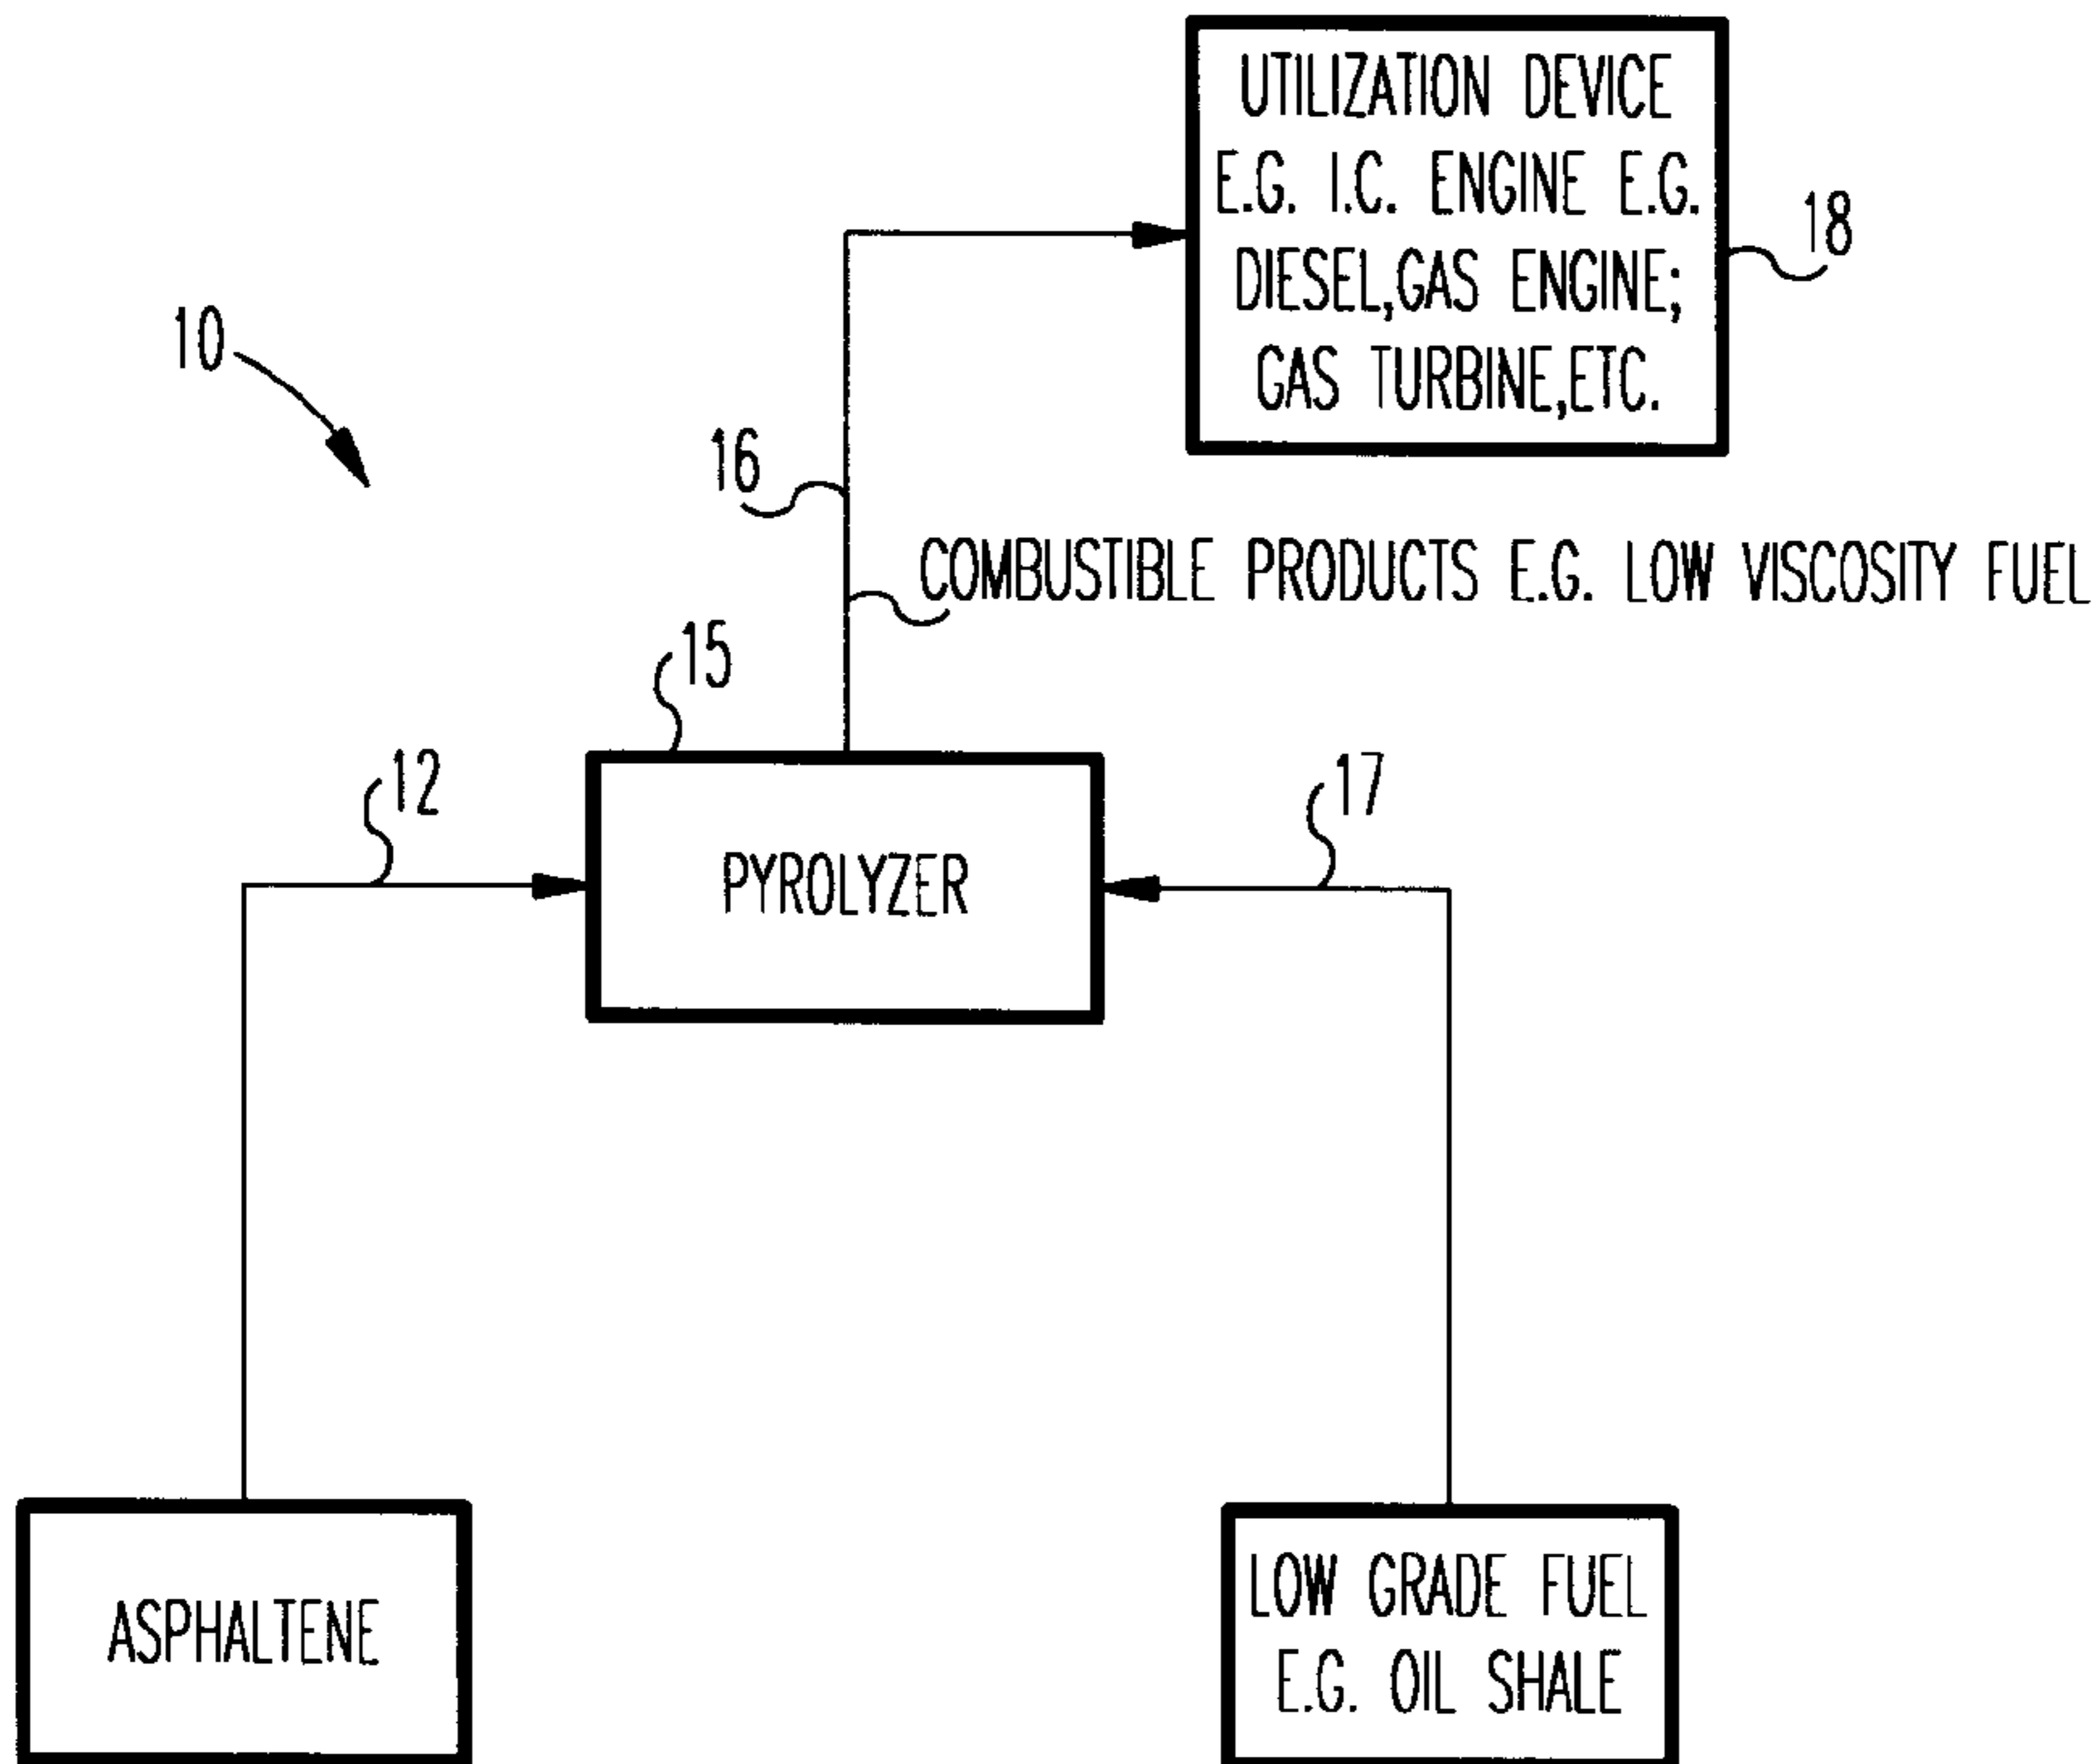 UTILIZATION DEVICE
E.G. I.C. ENGINE E.G.
DIESEL,GAS ENGINE;
GAS TURBINE,ETC.
18
10
16
COMBUSTIBLE PRODUCTS E.G. LOW VISCOSITY FUEL
15
12
17
PYROLYZER
ASPHALTENE
LOW GRADE FUEL
E.G. OIL SHALE